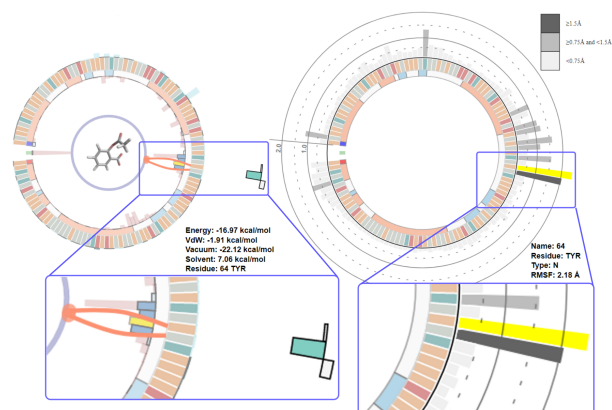 ≥1.5Å
≥0.75Å and <1.5Å
<0.75Å
2.0
1.0
Energy: -16.97 kcal/mol
VdW: -1.91 kcal/mol
Vacuum: -22.12 kcal/mol
Solvent: 7.06 kcal/mol
Residue: 64 TYR
Name: 64
Residue: TYR
Type: N
RMSF: 2.18 Å